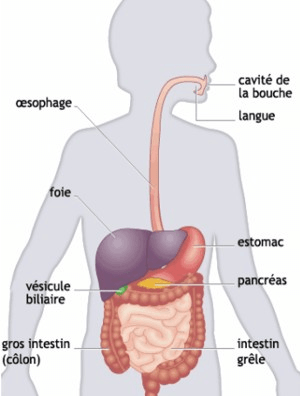 cavité de
la bouche
langue
œsophage
foie
estomac
vésicule
biliaire
pancréas
gros intestin
(côlon)
intestin
grêle